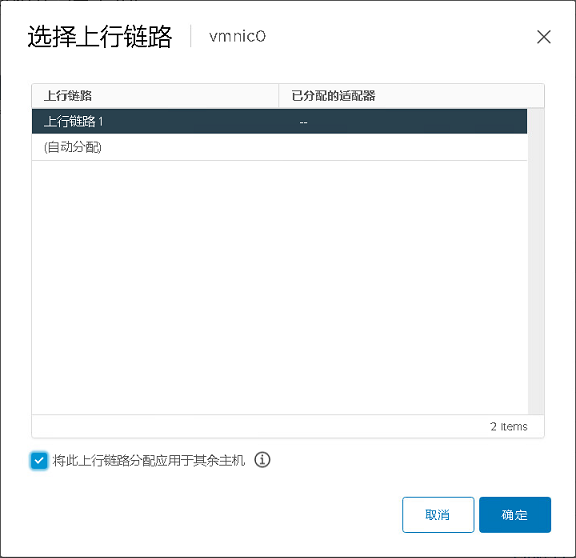 选择上行链路 vmnic0
上行链路 已分配的适配器
上行链路 1 --
(自动分配)
2 items
将此上行链路分配应用于其余主机
取消 确定